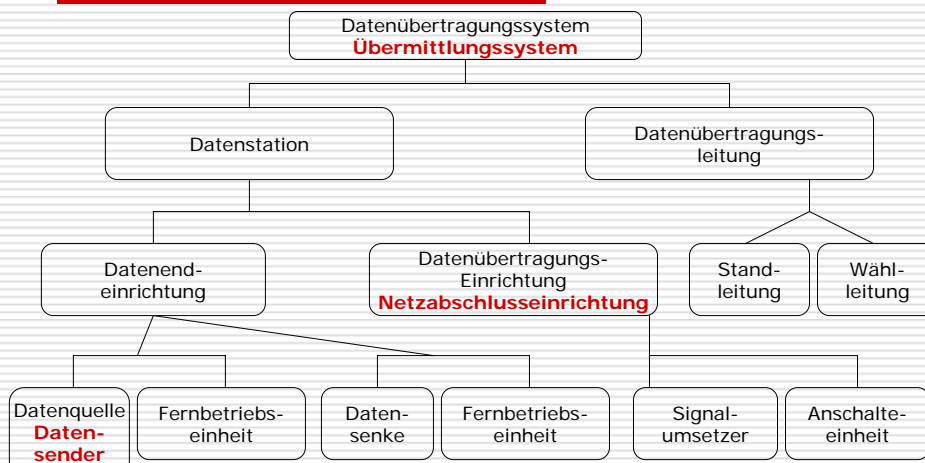 Datenübertragungssystem
Übermittlungssystem
Datenstation
Datenübertragungs-
leitung
Datenend-
einrichtung
Datenübertragungs-
Einrichtung
Netzabschlusseinrichtung
Stand-
leitung
Wähl-
leitung
Datenquelle
Daten-
sender
Fernbetriebs-
einheit
Daten-
senke
Fernbetriebs-
einheit
Signal-
umsetzer
Anschalte-
einheit